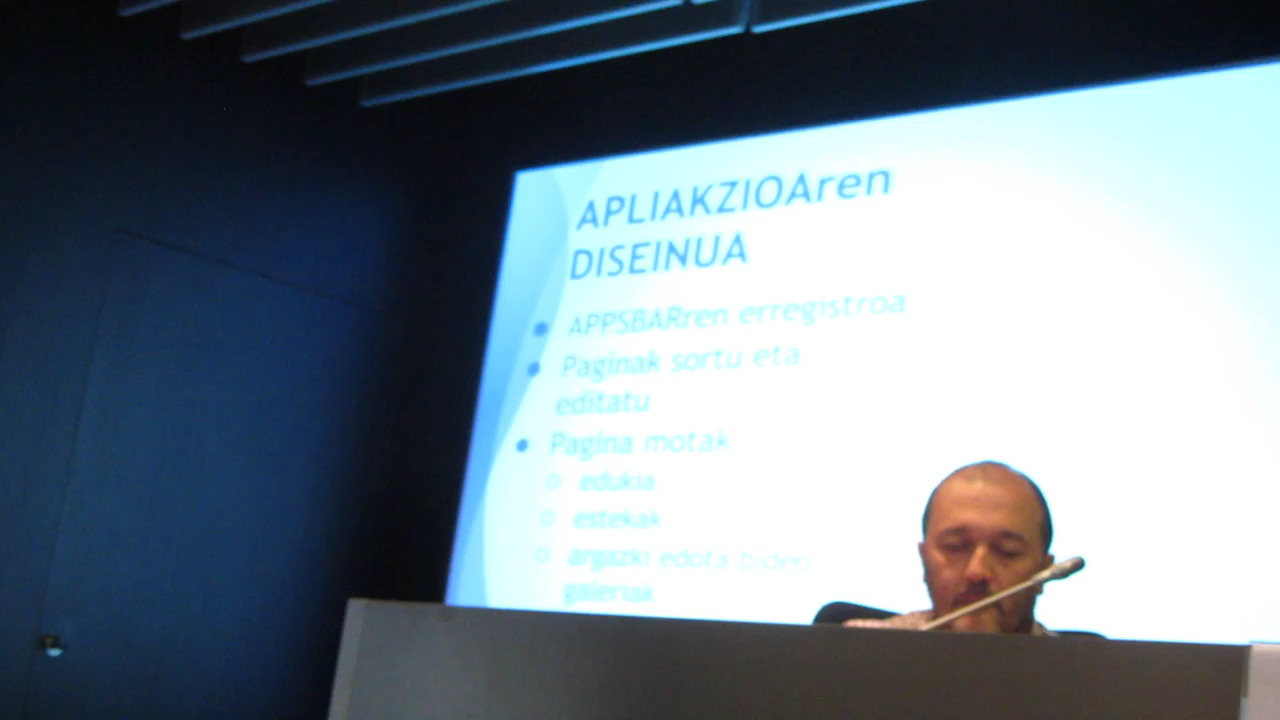 APLIAKZIOAren
DISEINUA
APPSBARren erregistroa
Paginak sortu eta
editatu
Pagina motak
edukia
estekak
argazki edota bideo
galeriak